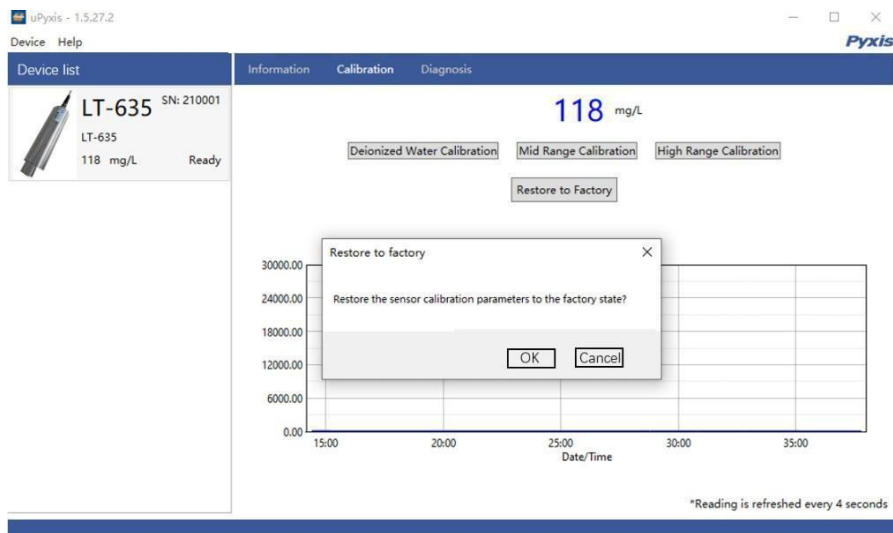 uPyxis - 1.5.27.2
Device Help
Pyxis
Device list
Information Calibration Diagnosis
LT-635 SN: 210001
LT-635
118 mg/L Ready
118 mg/L
Deionized Water Calibration Mid Range Calibration High Range Calibration
Restore to Factory
Restore to factory
Restore the sensor calibration parameters to the factory state?
OK Cancel
30000.00
24000.00
18000.00
12000.00
6000.00
0.00
15:00 20:00 25:00 30:00 35:00
Date/Time
*Reading is refreshed every 4 seconds